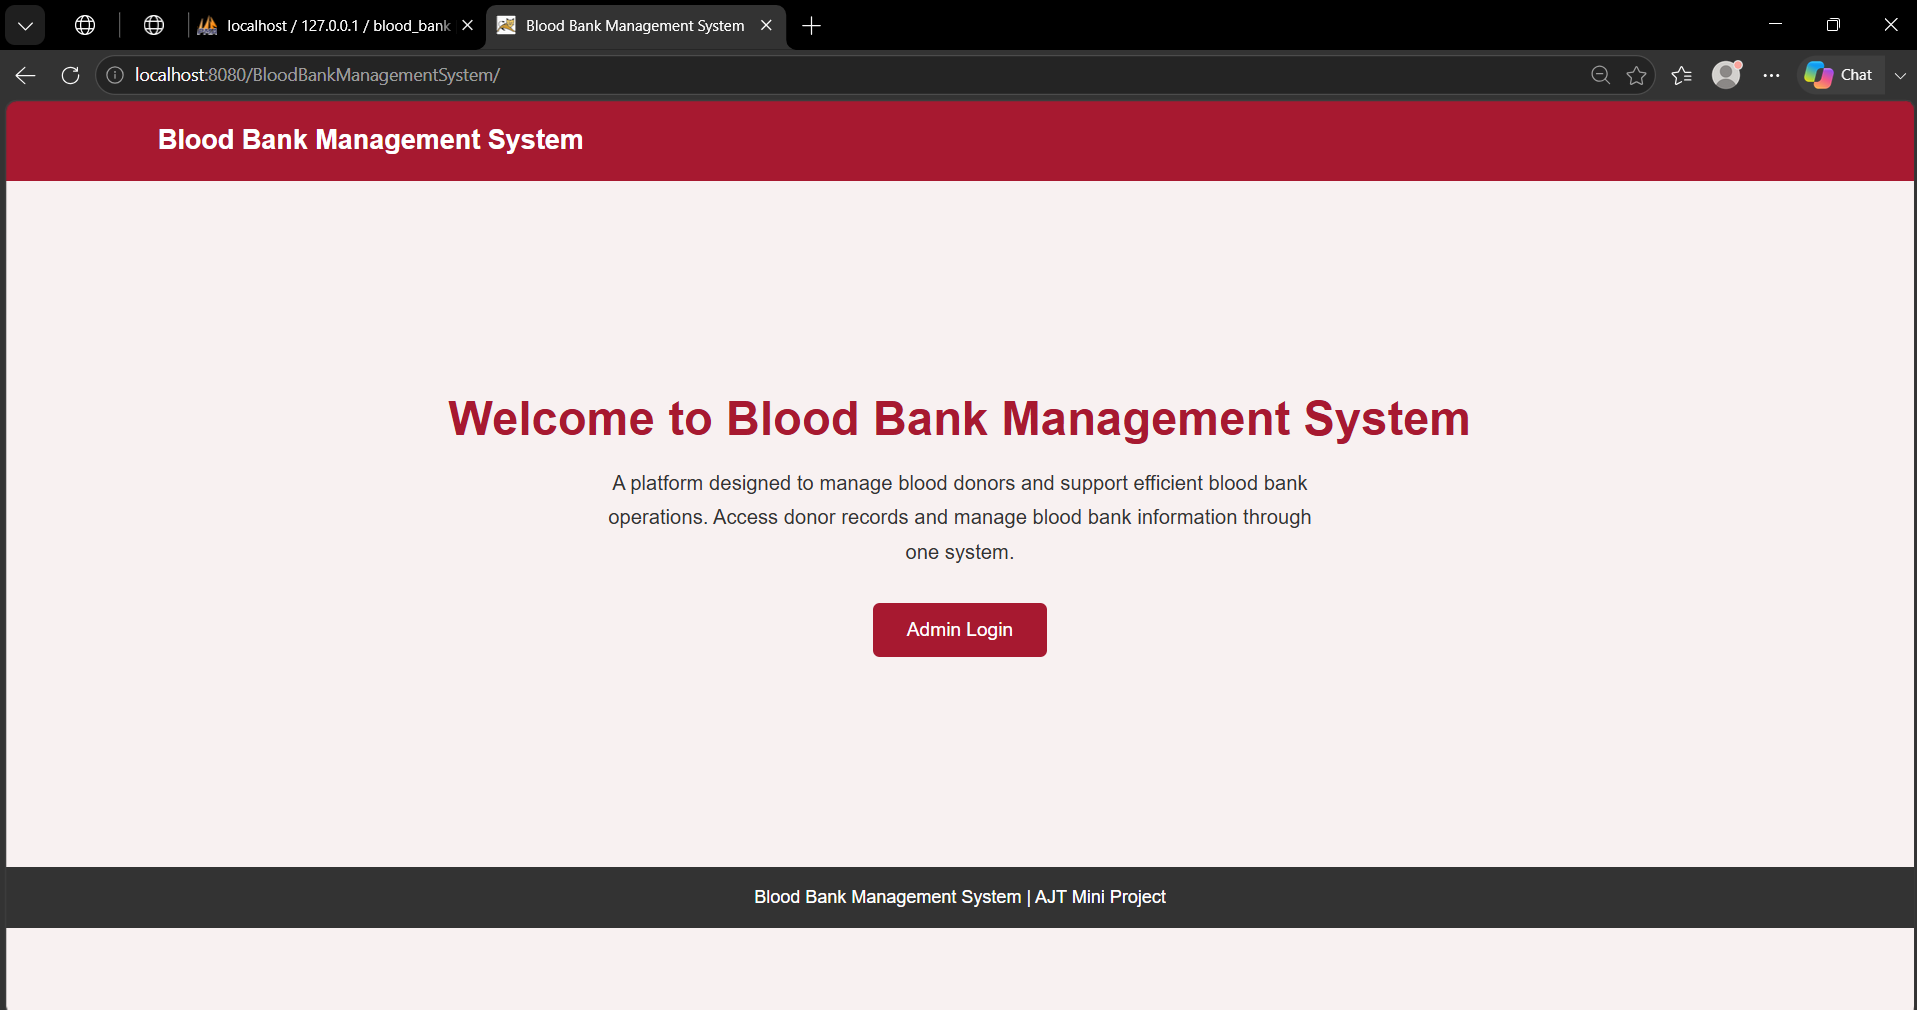 localhost / 127.0.0.1 / blood_bank
Blood Bank Management System
localhost:8080/BloodBankManagementSystem/
Chat
Blood Bank Management System
Welcome to Blood Bank Management System
A platform designed to manage blood donors and support efficient blood bank
operations. Access donor records and manage blood bank information through
one system.
Admin Login
Blood Bank Management System | AJT Mini Project